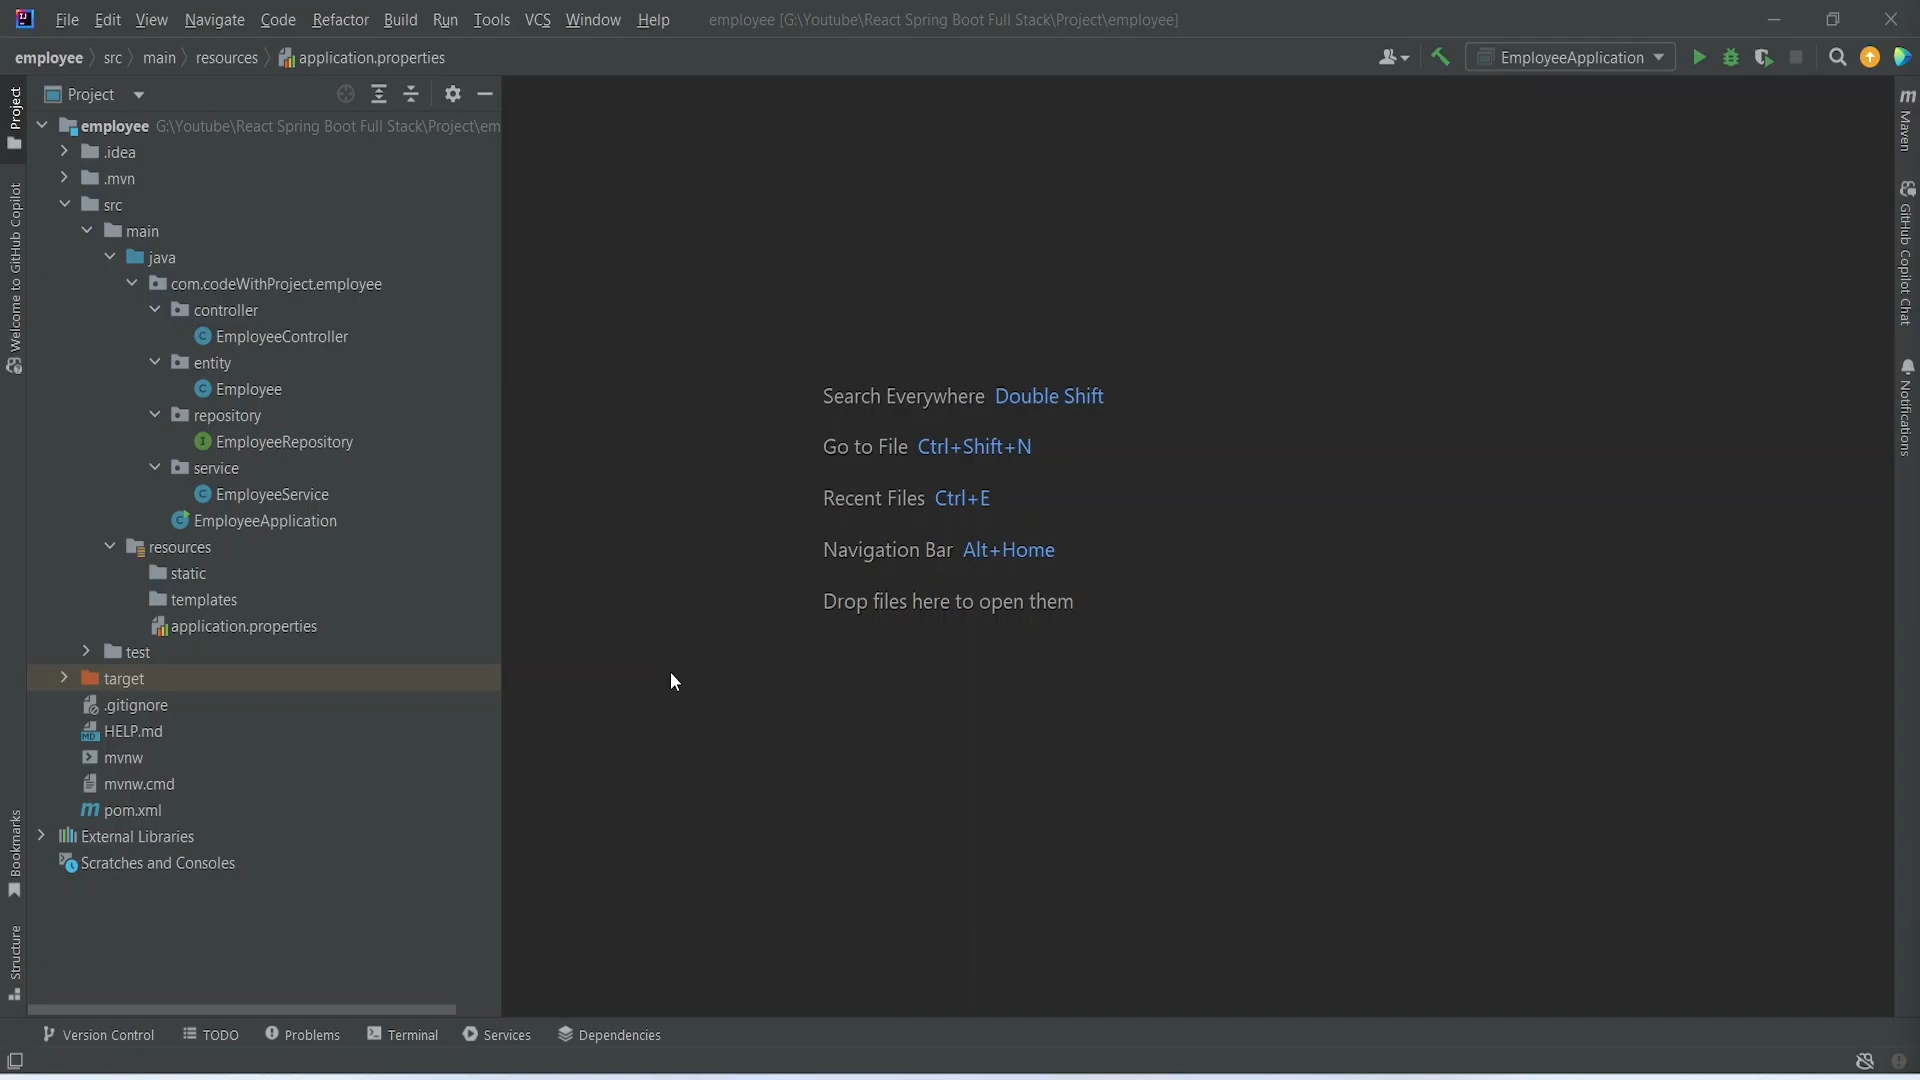 File Edit View Navigate Code Refactor Build Run Tools VCS Window Help employee [G:\Youtube\React Spring Boot Full Stack\Project\employee]
employee src main resources application.properties EmployeeApplication
Project
employee G:\Youtube\React Spring Boot Full Stack\Project\em
.idea
.mvn
src
main
java
com.codeWithProject.employee
controller
EmployeeController
entity
Employee
repository
EmployeeRepository
service
EmployeeService
EmployeeApplication
resources
static
templates
application.properties
test
target
.gitignore
HELP.md
mvnw
mvnw.cmd
pom.xml
External Libraries
Scratches and Consoles
Project
Welcome to GitHub Copilot
Bookmarks
Structure
Search Everywhere Double Shift
Go to File Ctrl+Shift+N
Recent Files Ctrl+E
Navigation Bar Alt+Home
Drop files here to open them
Maven
GitHub Copilot Chat
Notifications
Version Control TODO Problems Terminal Services Dependencies